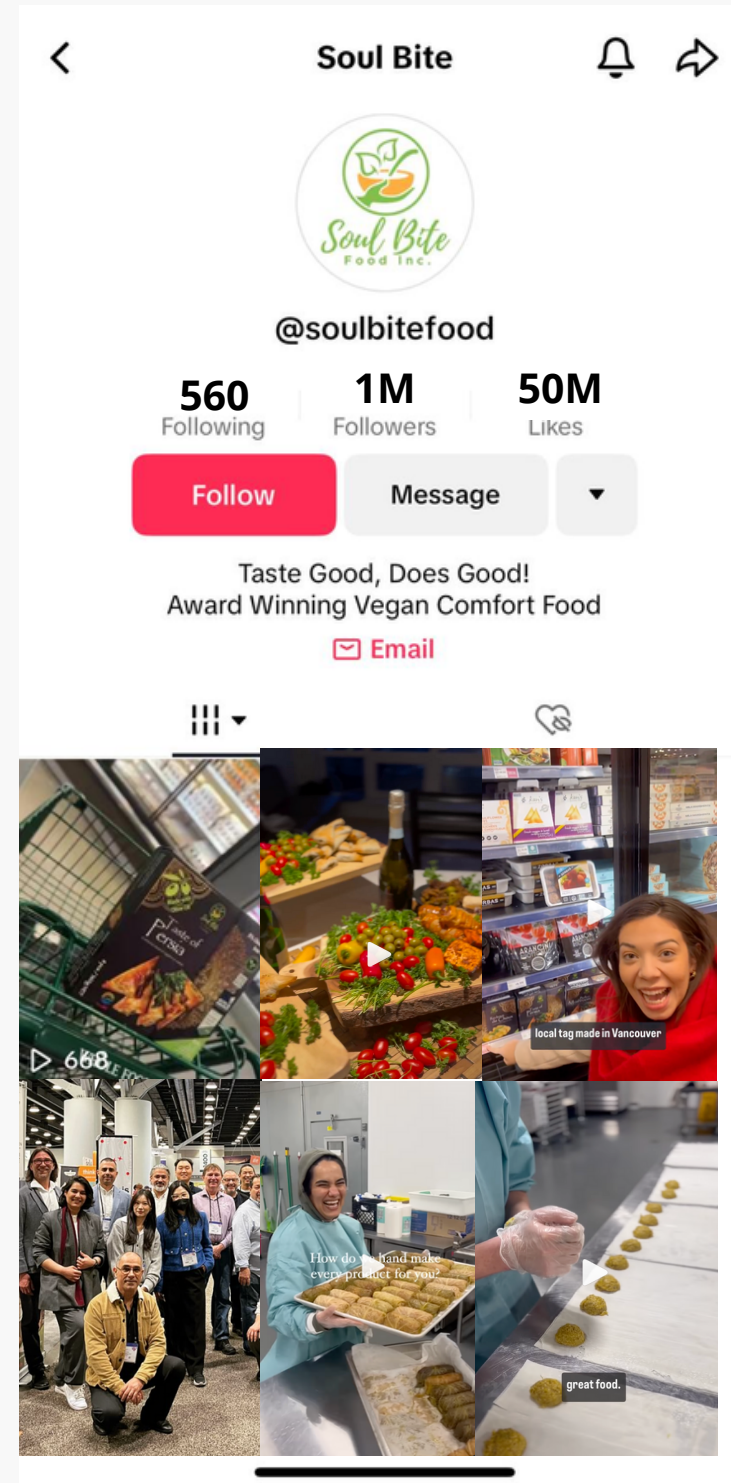 Soul Bite
Soul Bite
Food Inc.
@soulbitefood
560
1M
50M
Following
Followers
Likes
Follow
Message
Taste Good, Does Good!
Award Winning Vegan Comfort Food
Email
Taste of
Persia
668
ARANCINI
local tag made in Vancouver
How do we hand make
every product for you?
great food.